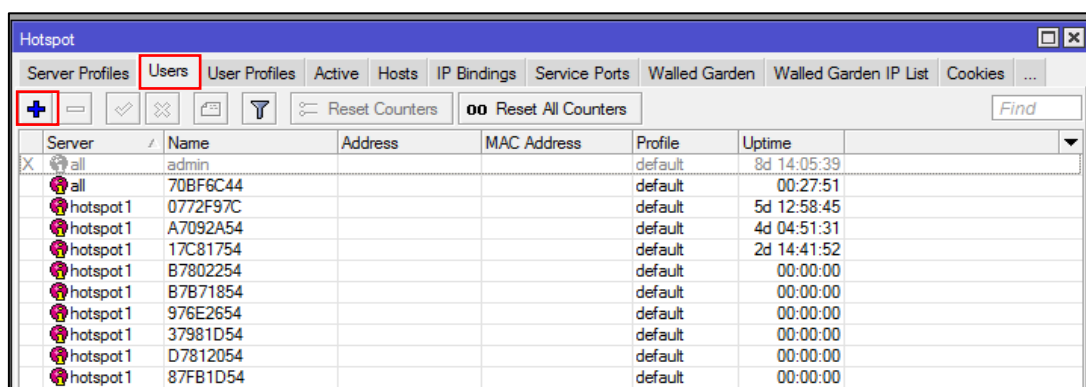 Hotspot
Server Profiles Users User Profiles Active Hosts IP Bindings Service Ports Walled Garden Walled Garden IP List Cookies ...
Reset Counters 00 Reset All Counters Find
Server Name Address MAC Address Profile Uptime
X all admin default 8d 14:05:39
all 70BF6C44 default 00:27:51
hotspot1 0772F97C default 5d 12:58:45
hotspot1 A7092A54 default 4d 04:51:31
hotspot1 17C81754 default 2d 14:41:52
hotspot1 B7802254 default 00:00:00
hotspot1 B7B71854 default 00:00:00
hotspot1 976E2654 default 00:00:00
hotspot1 37981D54 default 00:00:00
hotspot1 D7812054 default 00:00:00
hotspot1 87FB1D54 default 00:00:00